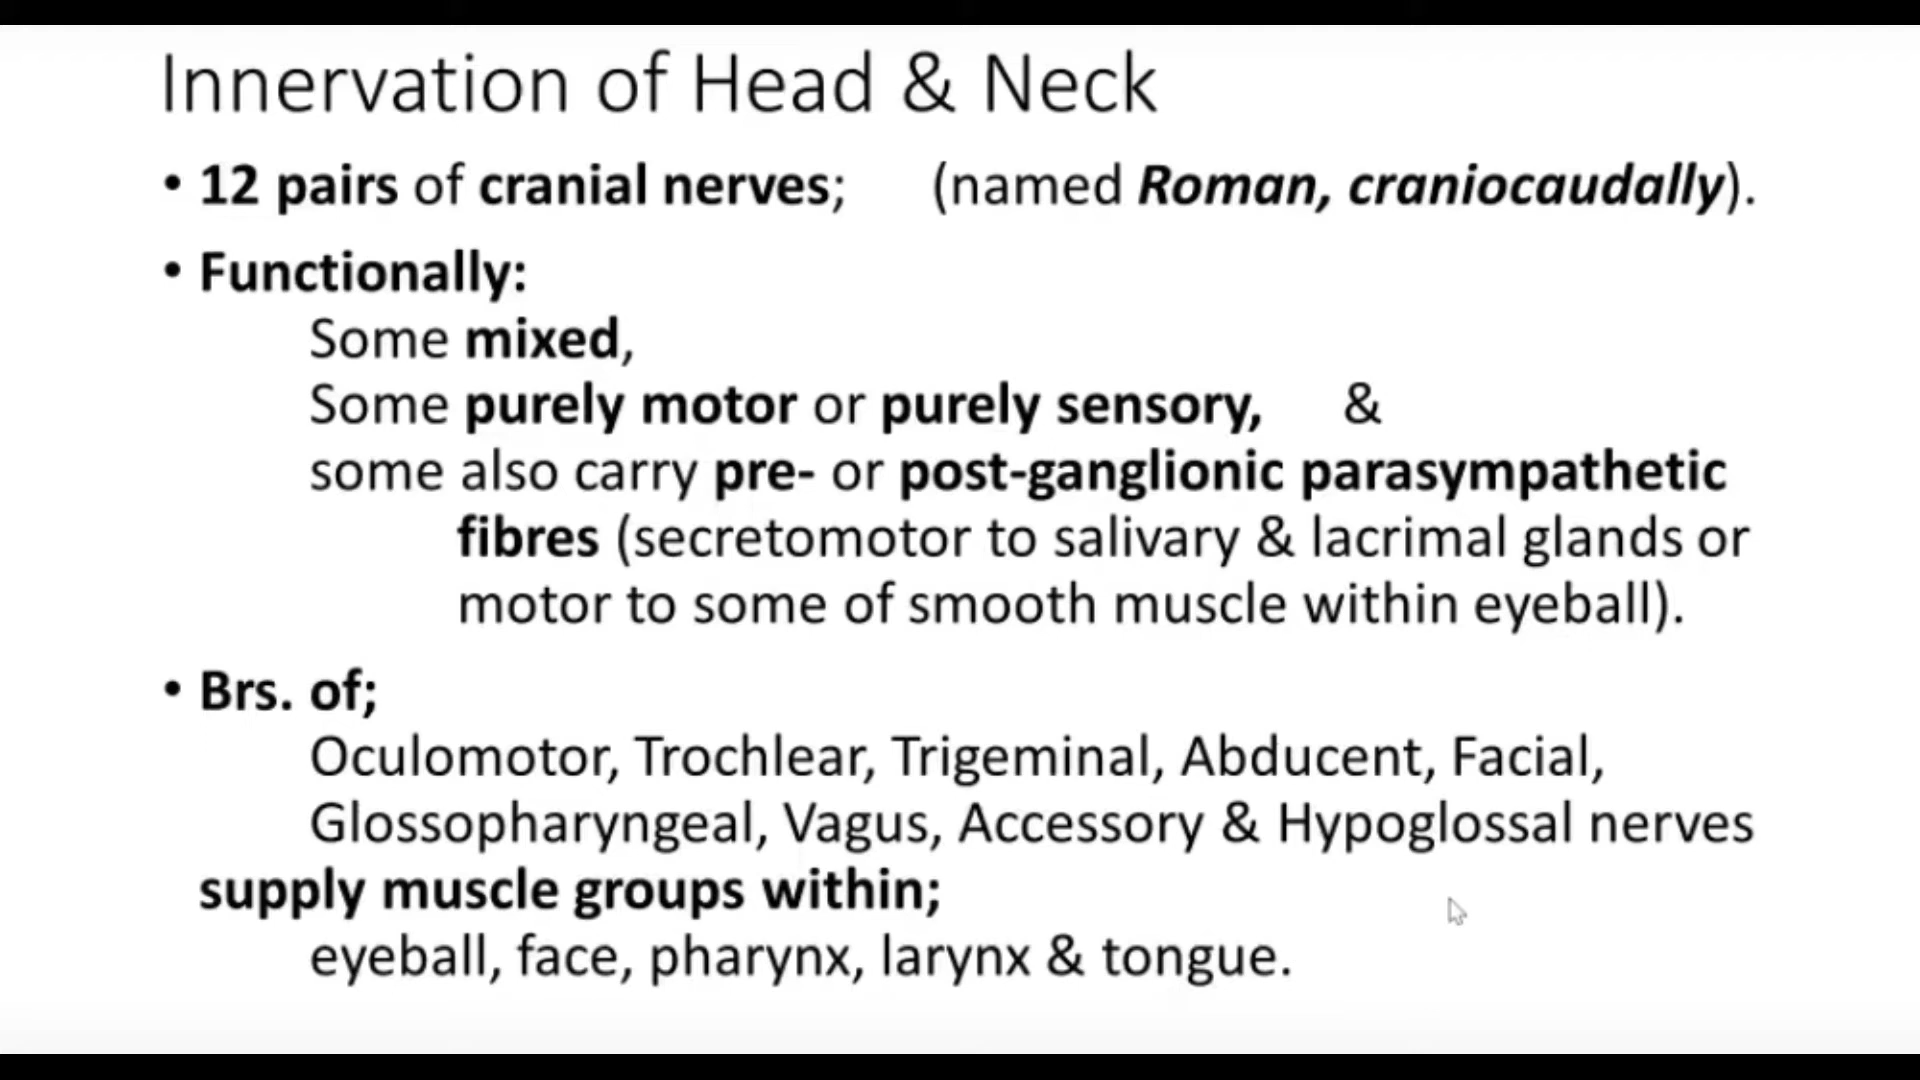 Innervation of Head & Neck
• 12 pairs of cranial nerves; (named Roman, craniocaudally).
• Functionally:
Some mixed,
Some purely motor or purely sensory, &
some also carry pre- or post-ganglionic parasympathetic
fibres (secretomotor to salivary & lacrimal glands or
motor to some of smooth muscle within eyeball).
• Brs. of;
Oculomotor, Trochlear, Trigeminal, Abducent, Facial,
Glossopharyngeal, Vagus, Accessory & Hypoglossal nerves
supply muscle groups within;
eyeball, face, pharynx, larynx & tongue.